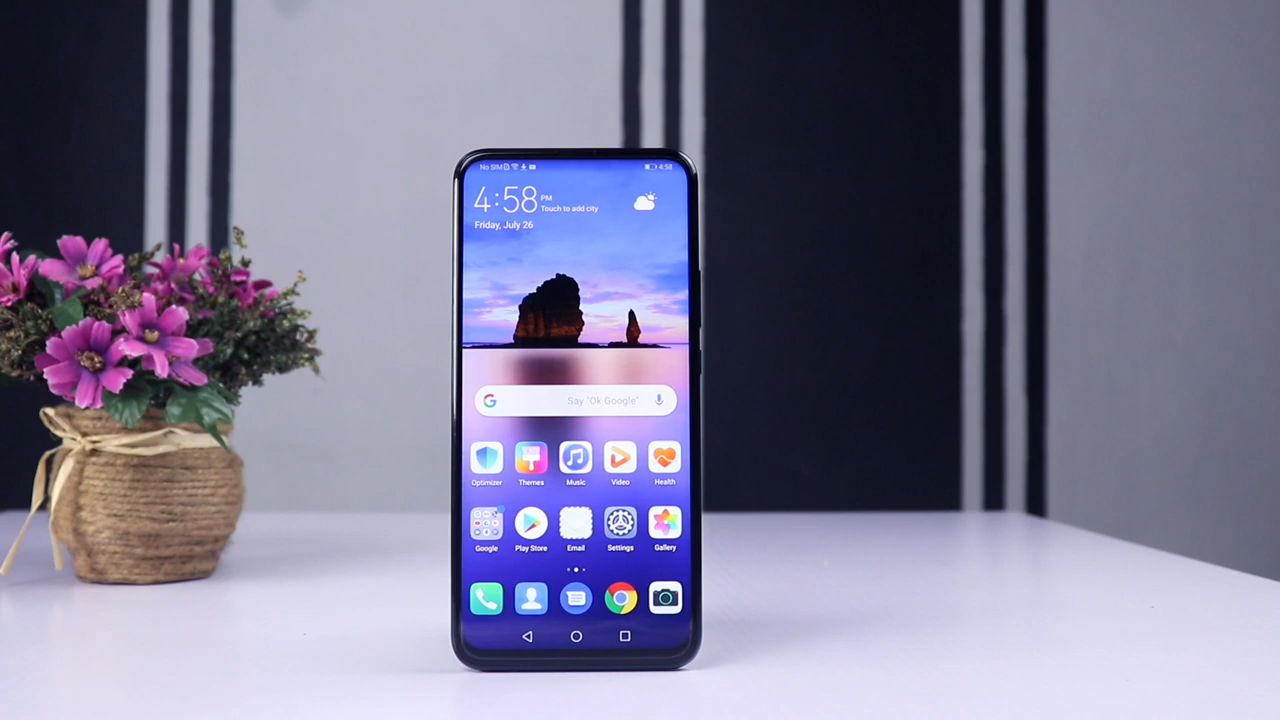 No SIM 4:58
4:58 PM
Touch to add city
Friday, July 26
Say "Ok Google"
Optimizer Themes Music Video Health
Google Play Store Email Settings Gallery